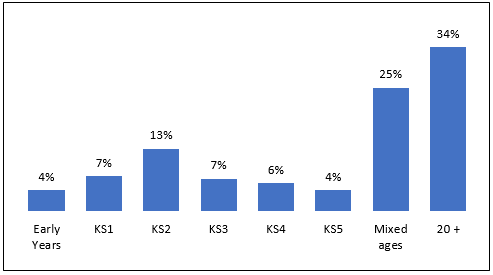 34%
25%
13%
7%
7%
6%
4%
4%
Early Years
KS1
KS2
KS3
KS4
KS5
Mixed ages
20 +